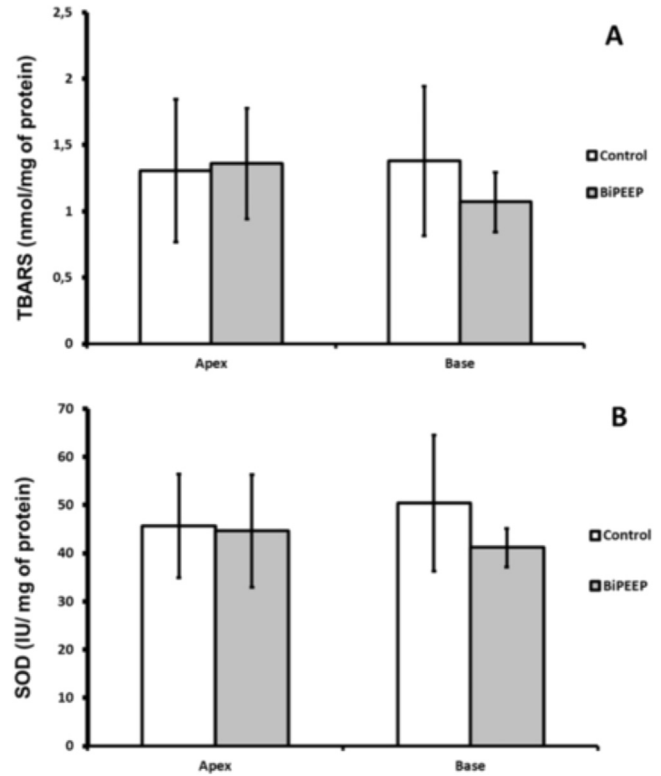 A
TBARS (nmol/mg of protein)
2,5
2
1,5
1
0,5
0
Apex
Base
Control
BiPEEP
B
SOD (IU/ mg of protein)
70
60
50
40
30
20
10
0
Apex
Base
Control
BiPEEP